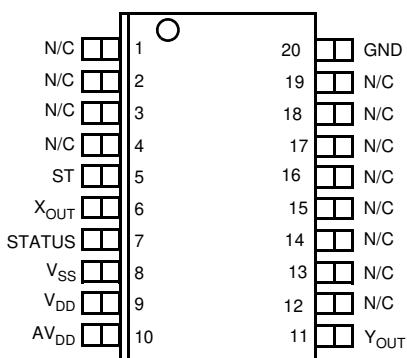 N/C 1 20 GND
N/C 2 19 N/C
N/C 3 18 N/C
N/C 4 17 N/C
ST 5 16 N/C
XOUT 6 15 N/C
STATUS 7 14 N/C
VSS 8 13 N/C
VDD 9 12 N/C
AVDD 10 11 YOUT